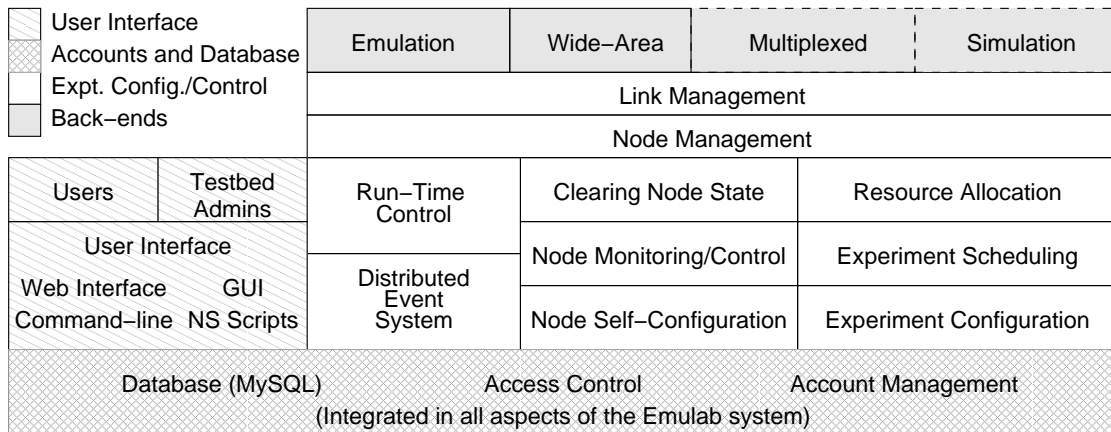 User Interface
Accounts and Database
Expt. Config./Control
Back−ends
Emulation
Wide−Area
Multiplexed
Simulation
Link Management
Node Management
Users
Testbed
Admins
User Interface
Web Interface GUI
Command−line NS Scripts
Run−Time
Control
Distributed
Event
System
Clearing Node State
Node Monitoring/Control
Node Self−Configuration
Resource Allocation
Experiment Scheduling
Experiment Configuration
Database (MySQL) Access Control Account Management
(Integrated in all aspects of the Emulab system)